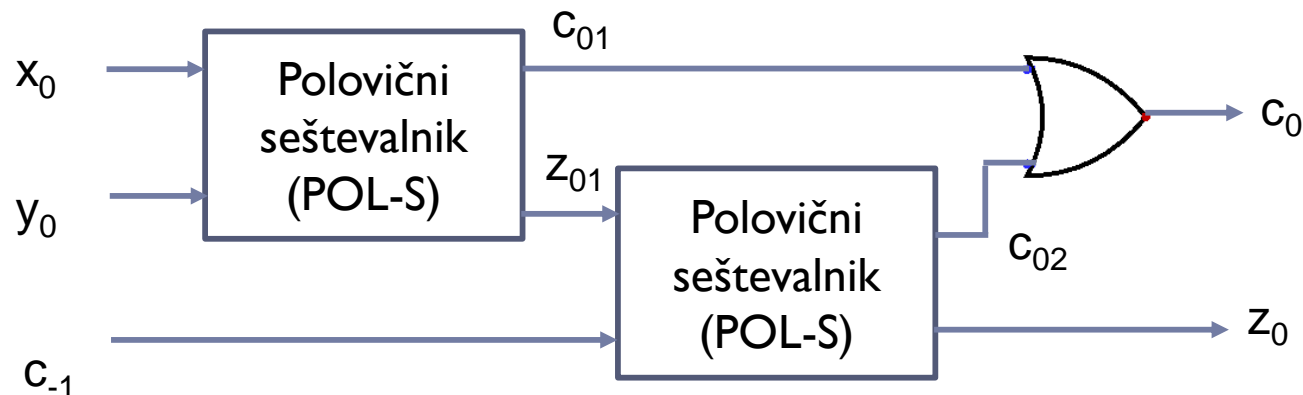 x₀
y₀
c₋₁
Polovični
seštevalnik
(POL-S)
c₀₁
z₀₁
Polovični
seštevalnik
(POL-S)
c₀₂
c₀
z₀